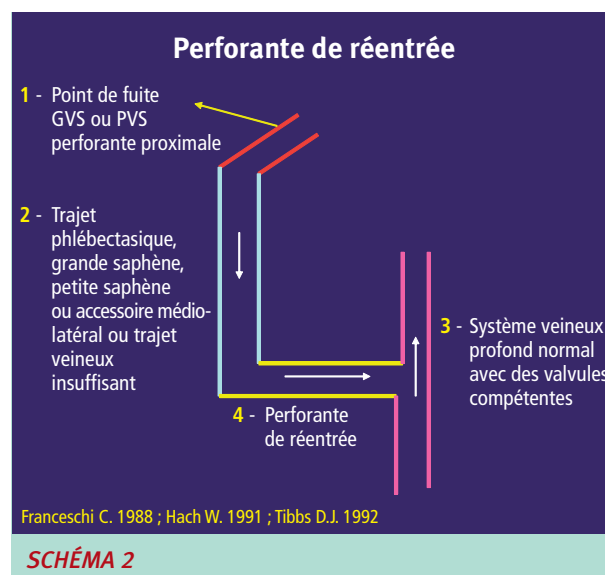 Perforante de réentrée
1 - Point de fuite
GVS ou PVS
perforante proximale
2 - Trajet
phlébectasique,
grande saphène,
petite saphène
ou accessoire médio-
latéral ou trajet
veineux
insuffisant
3 - Système veineux
profond normal
avec des valvules
compétentes
4 - Perforante
de réentrée
Franceschi C. 1988 ; Hach W. 1991 ; Tibbs D.J. 1992
SCHÉMA 2